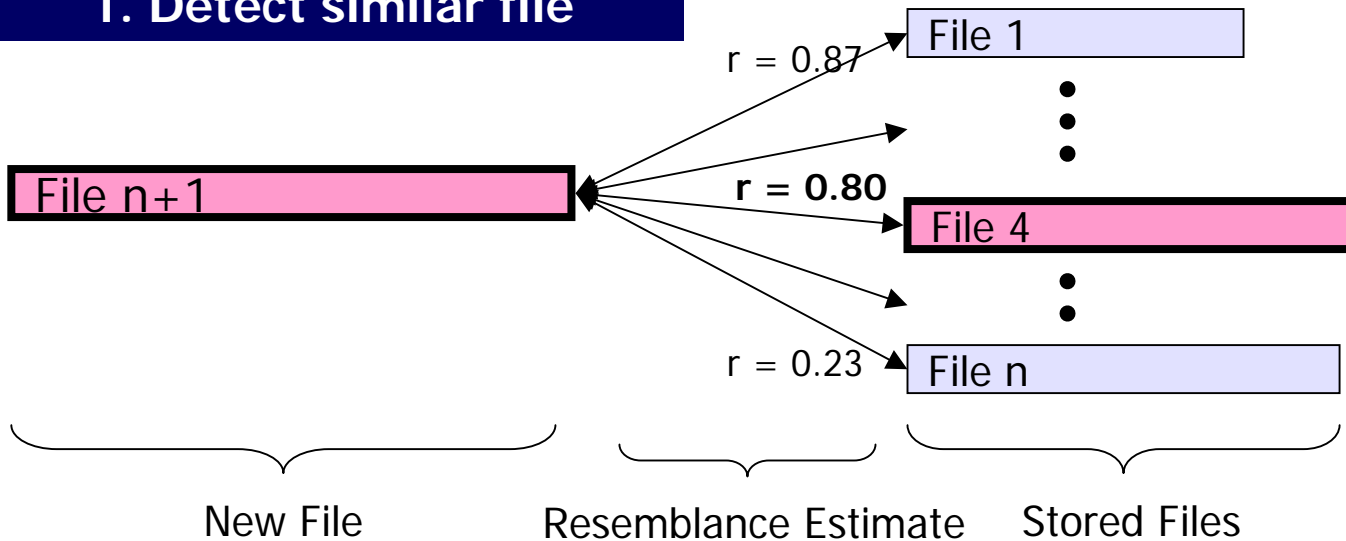 1. Detect similar file
File 1
r = 0.87
File n+1
r = 0.80
File 4
r = 0.23
File n
New File
Resemblance Estimate
Stored Files